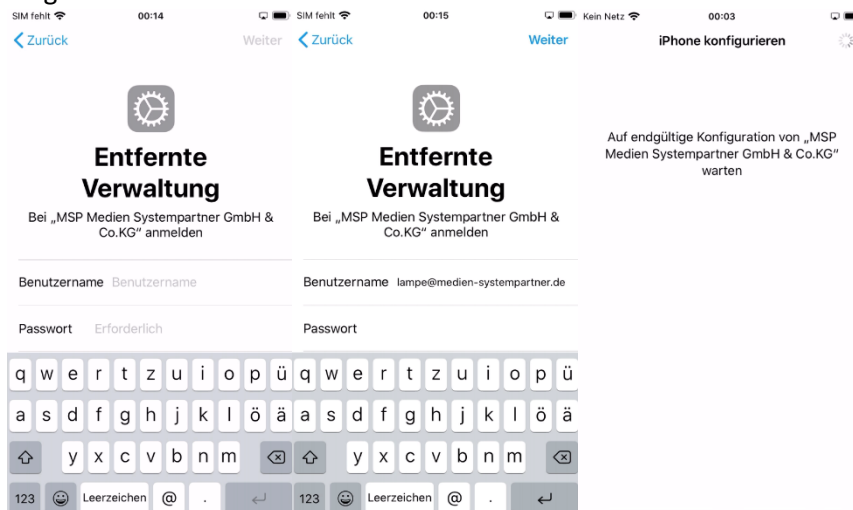 SIM fehlt 00:14
Zurück Weiter
Entfernte
Verwaltung
Bei „MSP Medien Systempartner GmbH &
Co.KG“ anmelden
Benutzername Benutzername
Passwort Erforderlich
q w e r t z u i o p ü
a s d f g h j k l ö ä
y x c v b n m
123 Leerzeichen @ .
SIM fehlt 00:15
Zurück Weiter
Entfernte
Verwaltung
Bei „MSP Medien Systempartner GmbH &
Co.KG“ anmelden
Benutzername lampe@medien-systempartner.de
Passwort
q w e r t z u i o p ü
a s d f g h j k l ö ä
y x c v b n m
123 Leerzeichen @ .
Kein Netz 00:03
iPhone konfigurieren
Auf endgültige Konfiguration von „MSP
Medien Systempartner GmbH & Co.KG“
warten